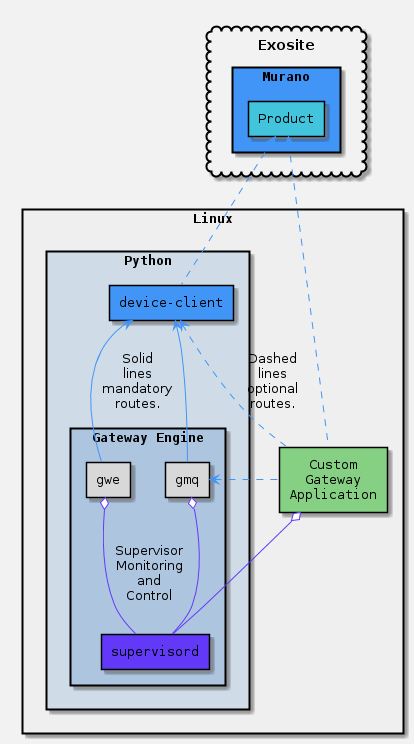 Exosite
Murano
Product
Linux
Python
device-client
Solid
lines
mandatory
routes.
Dashed
lines
optional
routes.
Gateway Engine
gwe
gmq
Custom
Gateway
Application
Supervisor
Monitoring
and
Control
supervisord